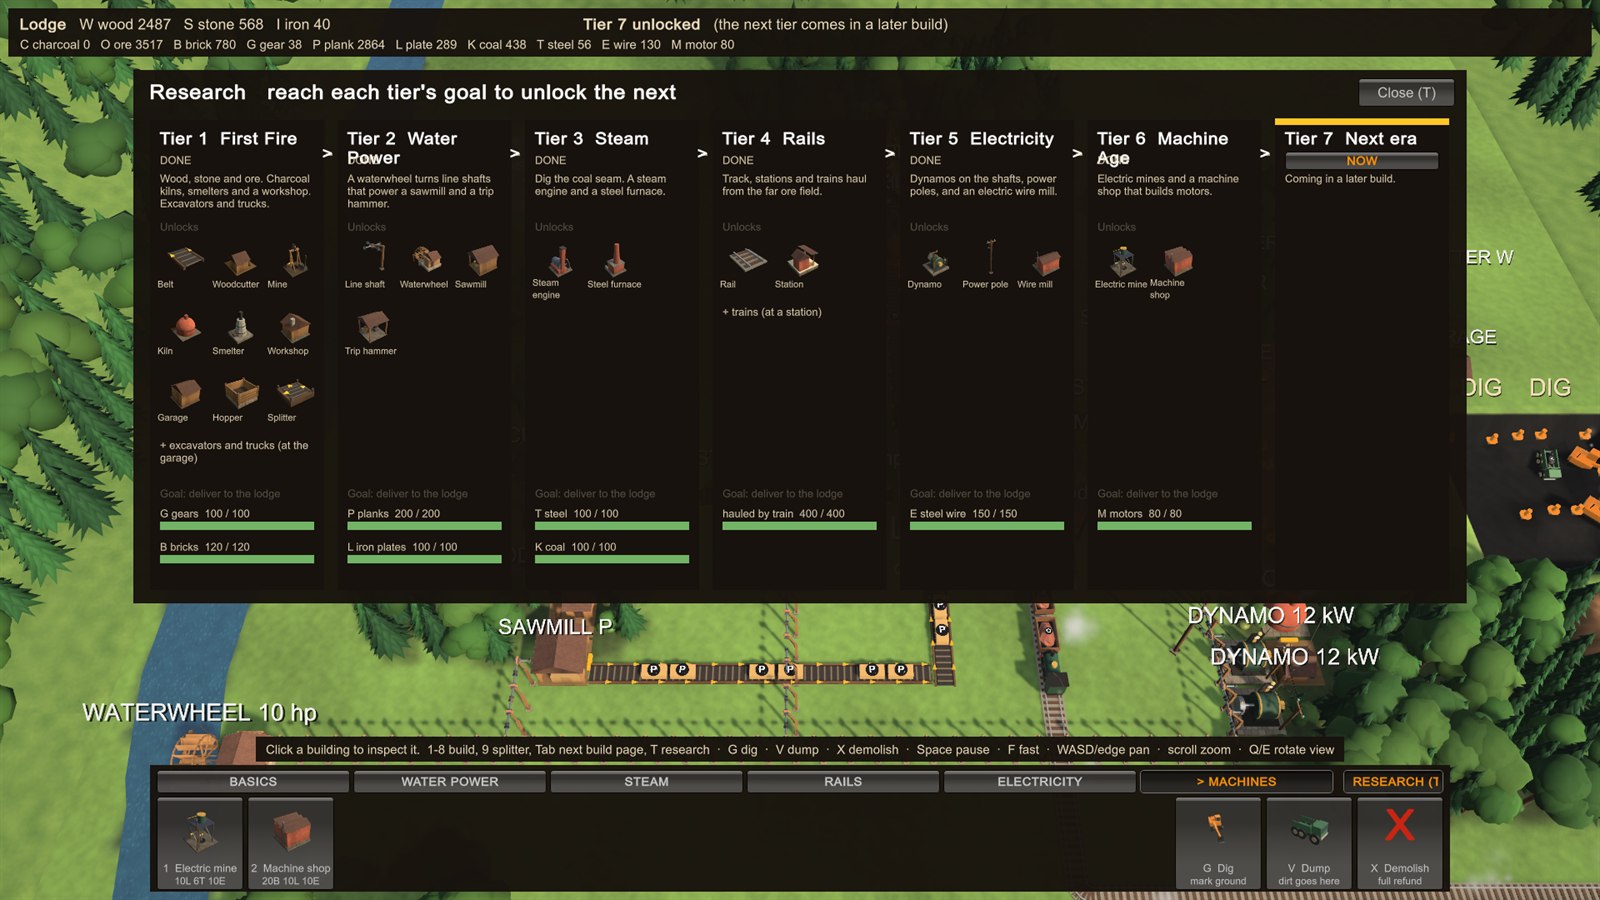 Lodge W wood 2487 S stone 568 I iron 40
Tier 7 unlocked (the next tier comes in a later build)
C charcoal 0 O ore 3517 B brick 780 G gear 38 P plank 2864 L plate 289 K coal 438 T steel 56 E wire 130 M motor 80
Research reach each tier's goal to unlock the next
Close (T)
Tier 1 First Fire
DONE
Wood, stone and ore. Charcoal
kilns, smelters and a workshop.
Excavators and trucks.
Unlocks
Belt
Woodcutter
Mine
Kiln
Smelter
Workshop
Garage
Hopper
Splitter
+ excavators and trucks (at the
garage)
Goal: deliver to the lodge
G gears 100 / 100
B bricks 120 / 120
>
Tier 2 Water
Power
A waterwheel turns line shafts
that power a sawmill and a trip
hammer.
Unlocks
Line shaft
Waterwheel
Sawmill
Trip hammer
Goal: deliver to the lodge
P planks 200 / 200
L iron plates 100 / 100
>
Tier 3 Steam
DONE
Dig the coal seam. A steam
engine and a steel furnace.
Unlocks
Steam
engine
Steel furnace
Goal: deliver to the lodge
T steel 100 / 100
K coal 100 / 100
>
Tier 4 Rails
DONE
Track, stations and trains haul
from the far ore field.
Unlocks
Rail
Station
+ trains (at a station)
Goal: deliver to the lodge
hauled by train 400 / 400
>
Tier 5 Electricity
DONE
Dynamos on the shafts, power
poles, and an electric wire mill.
Unlocks
Dynamo
Power pole
Wire mill
Goal: deliver to the lodge
E steel wire 150 / 150
>
Tier 6 Machine
Age
Electric mines and a machine
shop that builds motors.
Unlocks
Electric mine
Machine
shop
Goal: deliver to the lodge
M motors 80 / 80
>
Tier 7 Next era
NOW
Coming in a later build.
ER W
AGE
DIG DIG
SAWMILL P
P P P P P P
P
DYNAMO 12 kW
DYNAMO 12 kW
WATERWHEEL 10 hp
Click a building to inspect it. 1-8 build, 9 splitter, Tab next build page, T research · G dig · V dump · X demolish · Space pause · F fast · WASD/edge pan · scroll zoom · Q/E rotate view
BASICS
WATER POWER
STEAM
RAILS
ELECTRICITY
> MACHINES
RESEARCH (T
1 Electric mine
10L 6T 10E
2 Machine shop
20B 10L 10E
G Dig
mark ground
V Dump
dirt goes here
X Demolish
full refund